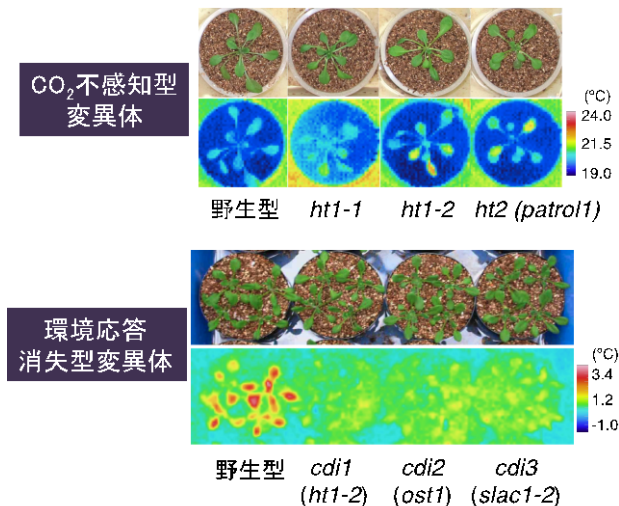 CO₂不感知型
変異体
(°C)
24.0
21.5
19.0
野生型 ht1-1 ht1-2 ht2 (patrol1)
環境応答
消失型変異体
(°C)
3.4
1.2
-1.0
野生型 cdi1 cdi2 cdi3
(ht1-2) (ost1) (slac1-2)